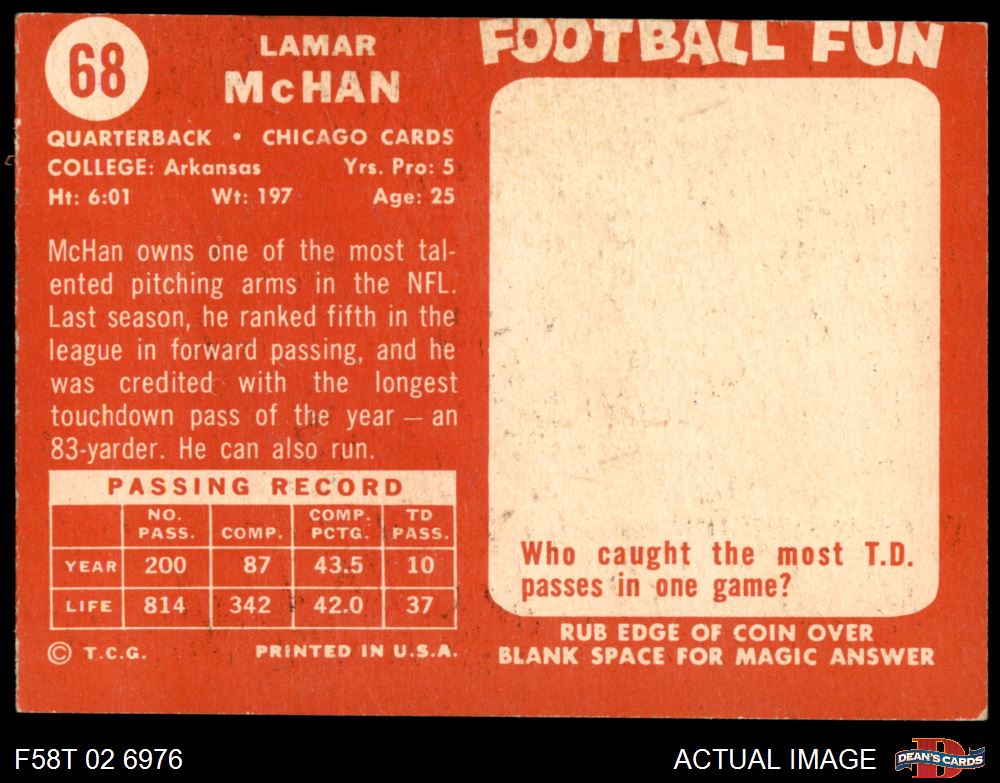 68
LAMAR
McHAN
QUARTERBACK • CHICAGO CARDS
COLLEGE: Arkansas Yrs. Pro: 5
Ht: 6:01 Wt: 197 Age: 25
McHan owns one of the most tal-
ented pitching arms in the NFL.
Last season, he ranked fifth in the
league in forward passing, and he
was credited with the longest
touchdown pass of the year — an
83-yarder. He can also run.
PASSING RECORD
NO. PASS. COMP. COMP. PCTG. TD PASS.
YEAR 200 87 43.5 10
LIFE 814 342 42.0 37
© T.C.G. PRINTED IN U.S.A.
FOOTBALL FUN
Who caught the most T.D.
passes in one game?
RUB EDGE OF COIN OVER
BLANK SPACE FOR MAGIC ANSWER
F58T 02 6976
ACTUAL IMAGE
D
DEAN'S CARDS